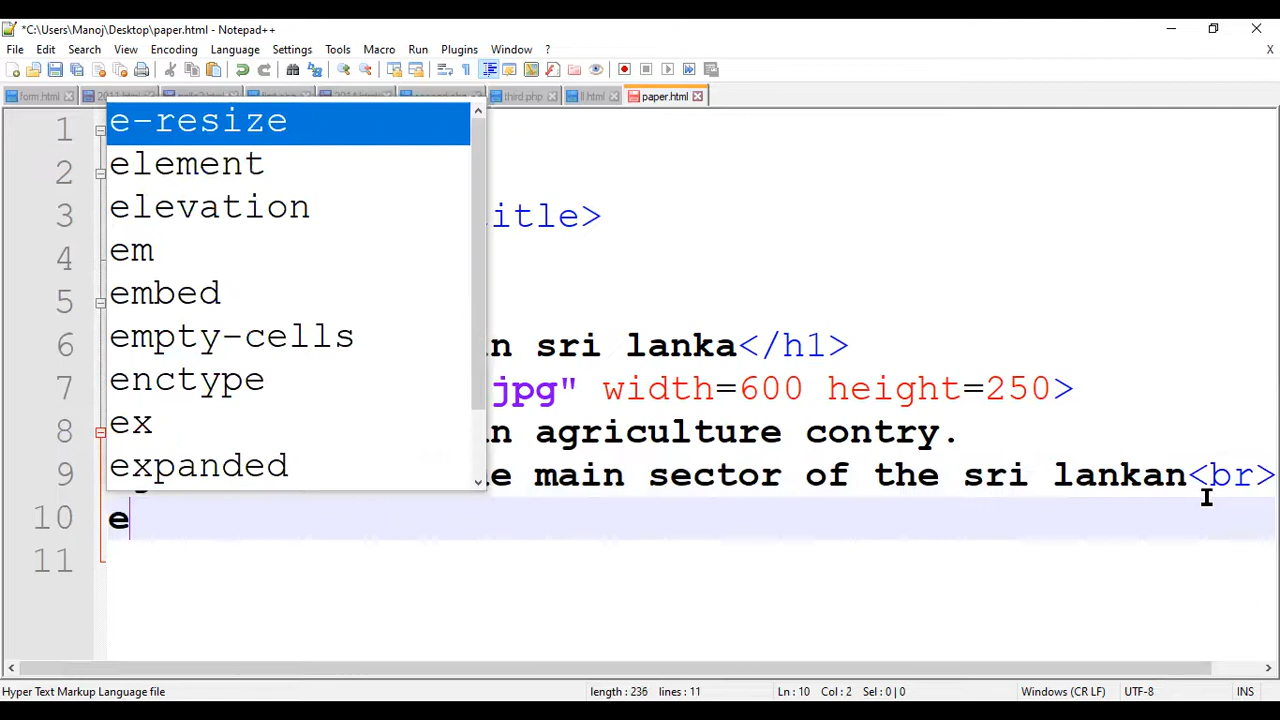 *C:\Users\Manoj\Desktop\paper.html - Notepad++
File Edit Search View Encoding Language Settings Tools Macro Run Plugins Window ? X
form.html third.php ll.html paper.html
1
2
3 itle>
4
5
6 n sri lanka</h1>
7 jpg" width=600 height=250>
8 n agriculture contry.
9 e main sector of the sri lankan<br>
10 e
11
e-resize
element
elevation
em
embed
empty-cells
enctype
ex
expanded
Hyper Text Markup Language file length : 236 lines : 11 Ln : 10 Col : 2 Sel : 0 | 0 Windows (CR LF) UTF-8 INS